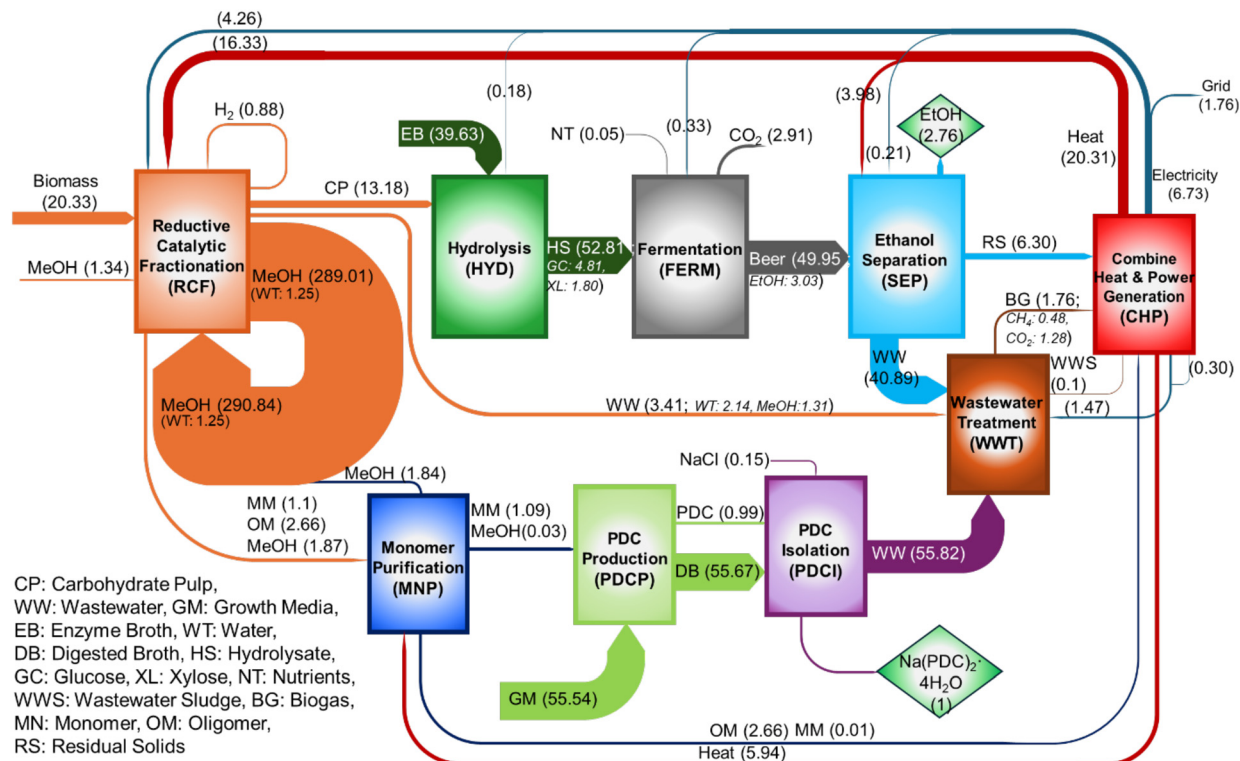 (4.26)
(16.33)
H₂ (0.88)
(0.18)
EB (39.63)
NT (0.05)
(0.33)
CO₂ (2.91)
(3.98)
(0.21)
EtOH
(2.76)
Grid
(1.76)
Heat
(20.31)
Electricity
(6.73)
Biomass
(20.33)
MeOH (1.34)
Reductive
Catalytic
Fractionation
(RCF)
CP (13.18)
Hydrolysis
(HYD)
HS (52.81;
GC: 4.81,
XL: 1.80)
Fermentation
(FERM)
Beer (49.95
EtOH: 3.03)
Ethanol
Separation
(SEP)
RS (6.30)
Combine
Heat & Power
Generation
(CHP)
MeOH (289.01)
(WT: 1.25)
MeOH (290.84)
(WT: 1.25)
BG (1.76;
CH₄: 0.48,
CO₂: 1.28)
WW
(40.89)
WWS
(0.1)
(0.30)
(1.47)
WW (3.41; WT: 2.14, MeOH:1.31)
Wastewater
Treatment
(WWT)
MeOH (1.84)
MM (1.1)
OM (2.66)
MeOH (1.87)
Monomer
Purification
(MNP)
MM (1.09)
MeOH(0.03)
PDC
Production
(PDCP)
PDC (0.99)
DB (55.67)
NaCl (0.15)
PDC
Isolation
(PDCI)
WW (55.82)
GM (55.54)
Na(PDC)₂·
4H₂O
(1)
OM (2.66) MM (0.01)
Heat (5.94)
CP: Carbohydrate Pulp,
WW: Wastewater, GM: Growth Media,
EB: Enzyme Broth, WT: Water,
DB: Digested Broth, HS: Hydrolysate,
GC: Glucose, XL: Xylose, NT: Nutrients,
WWS: Wastewater Sludge, BG: Biogas,
MN: Monomer, OM: Oligomer,
RS: Residual Solids